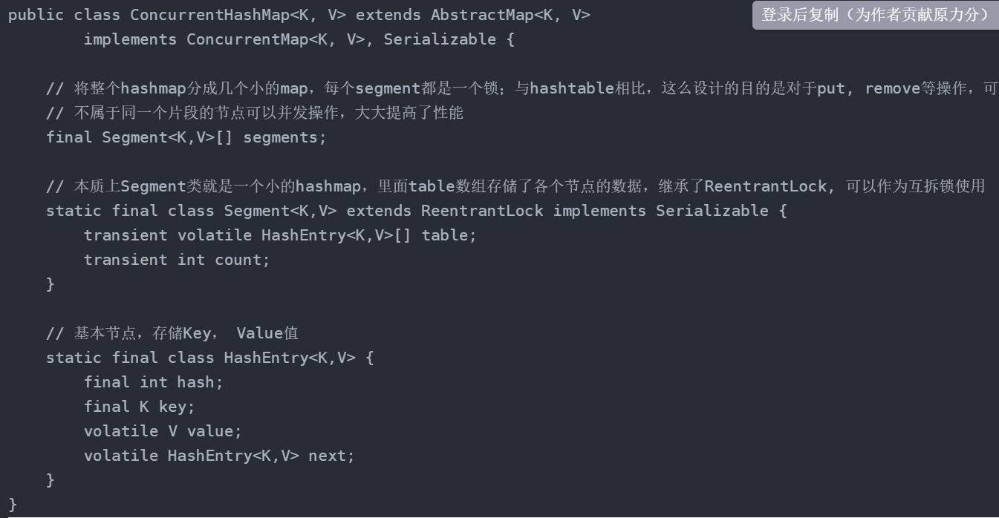 public class ConcurrentHashMap<K, V> extends AbstractMap<K, V>
登录后复制（为作者贡献原力分）
        implements ConcurrentMap<K, V>, Serializable {
    // 将整个hashmap分成几个小的map，每个segment都是一个锁；与hashtable相比，这么设计的目的是对于put, remove等操作，可
    // 不属于同一个片段的节点可以并发操作，大大提高了性能
    final Segment<K,V>[] segments;
    // 本质上Segment类就是一个小的hashmap，里面table数组存储了各个节点的数据，继承了ReentrantLock, 可以作为互拆锁使用
    static final class Segment<K,V> extends ReentrantLock implements Serializable {
        transient volatile HashEntry<K,V>[] table;
        transient int count;
    }
    // 基本节点，存储Key， Value值
    static final class HashEntry<K,V> {
        final int hash;
        final K key;
        volatile V value;
        volatile HashEntry<K,V> next;
    }
}